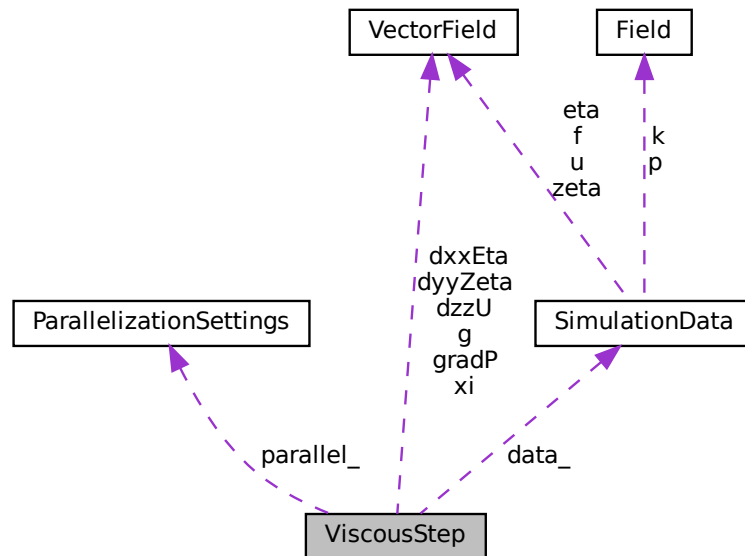 VectorField
Field
eta
f
u
zeta
k
p
dxxEta
dyyZeta
dzzU
g
gradP
xi
ParallelizationSettings
SimulationData
parallel_
data_
ViscousStep